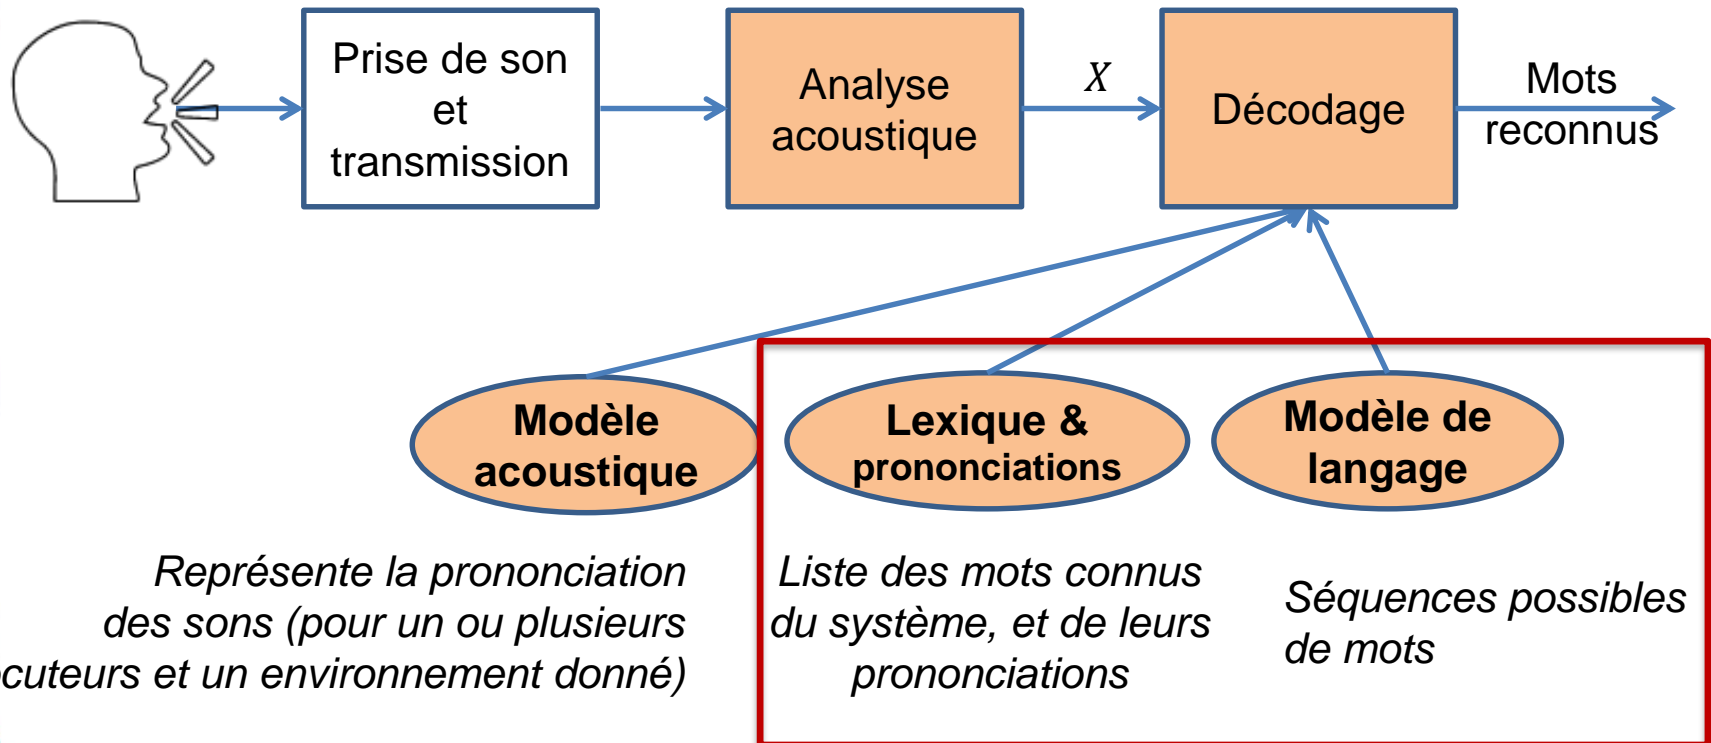 Prise de son
et
transmission
Analyse
acoustique
X
Décodage
Mots
reconnus
Modèle
acoustique
Lexique &
prononciations
Modèle de
langage
Représente la prononciation
des sons (pour un ou plusieurs
cuteurs et un environnement donné)
Liste des mots connus
du système, et de leurs
prononciations
Séquences possibles
de mots